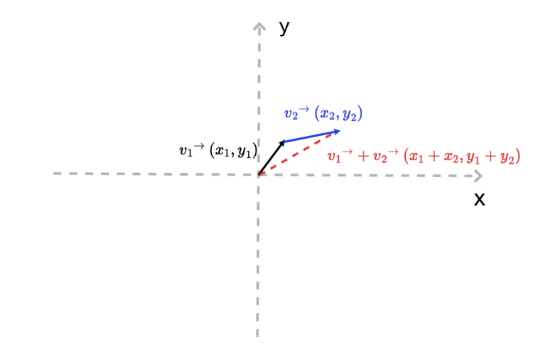 y
v₂→ (x₂, y₂)
v₁→ (x₁, y₁)
v₁→ + v₂→ (x₁ + x₂, y₁ + y₂)
x